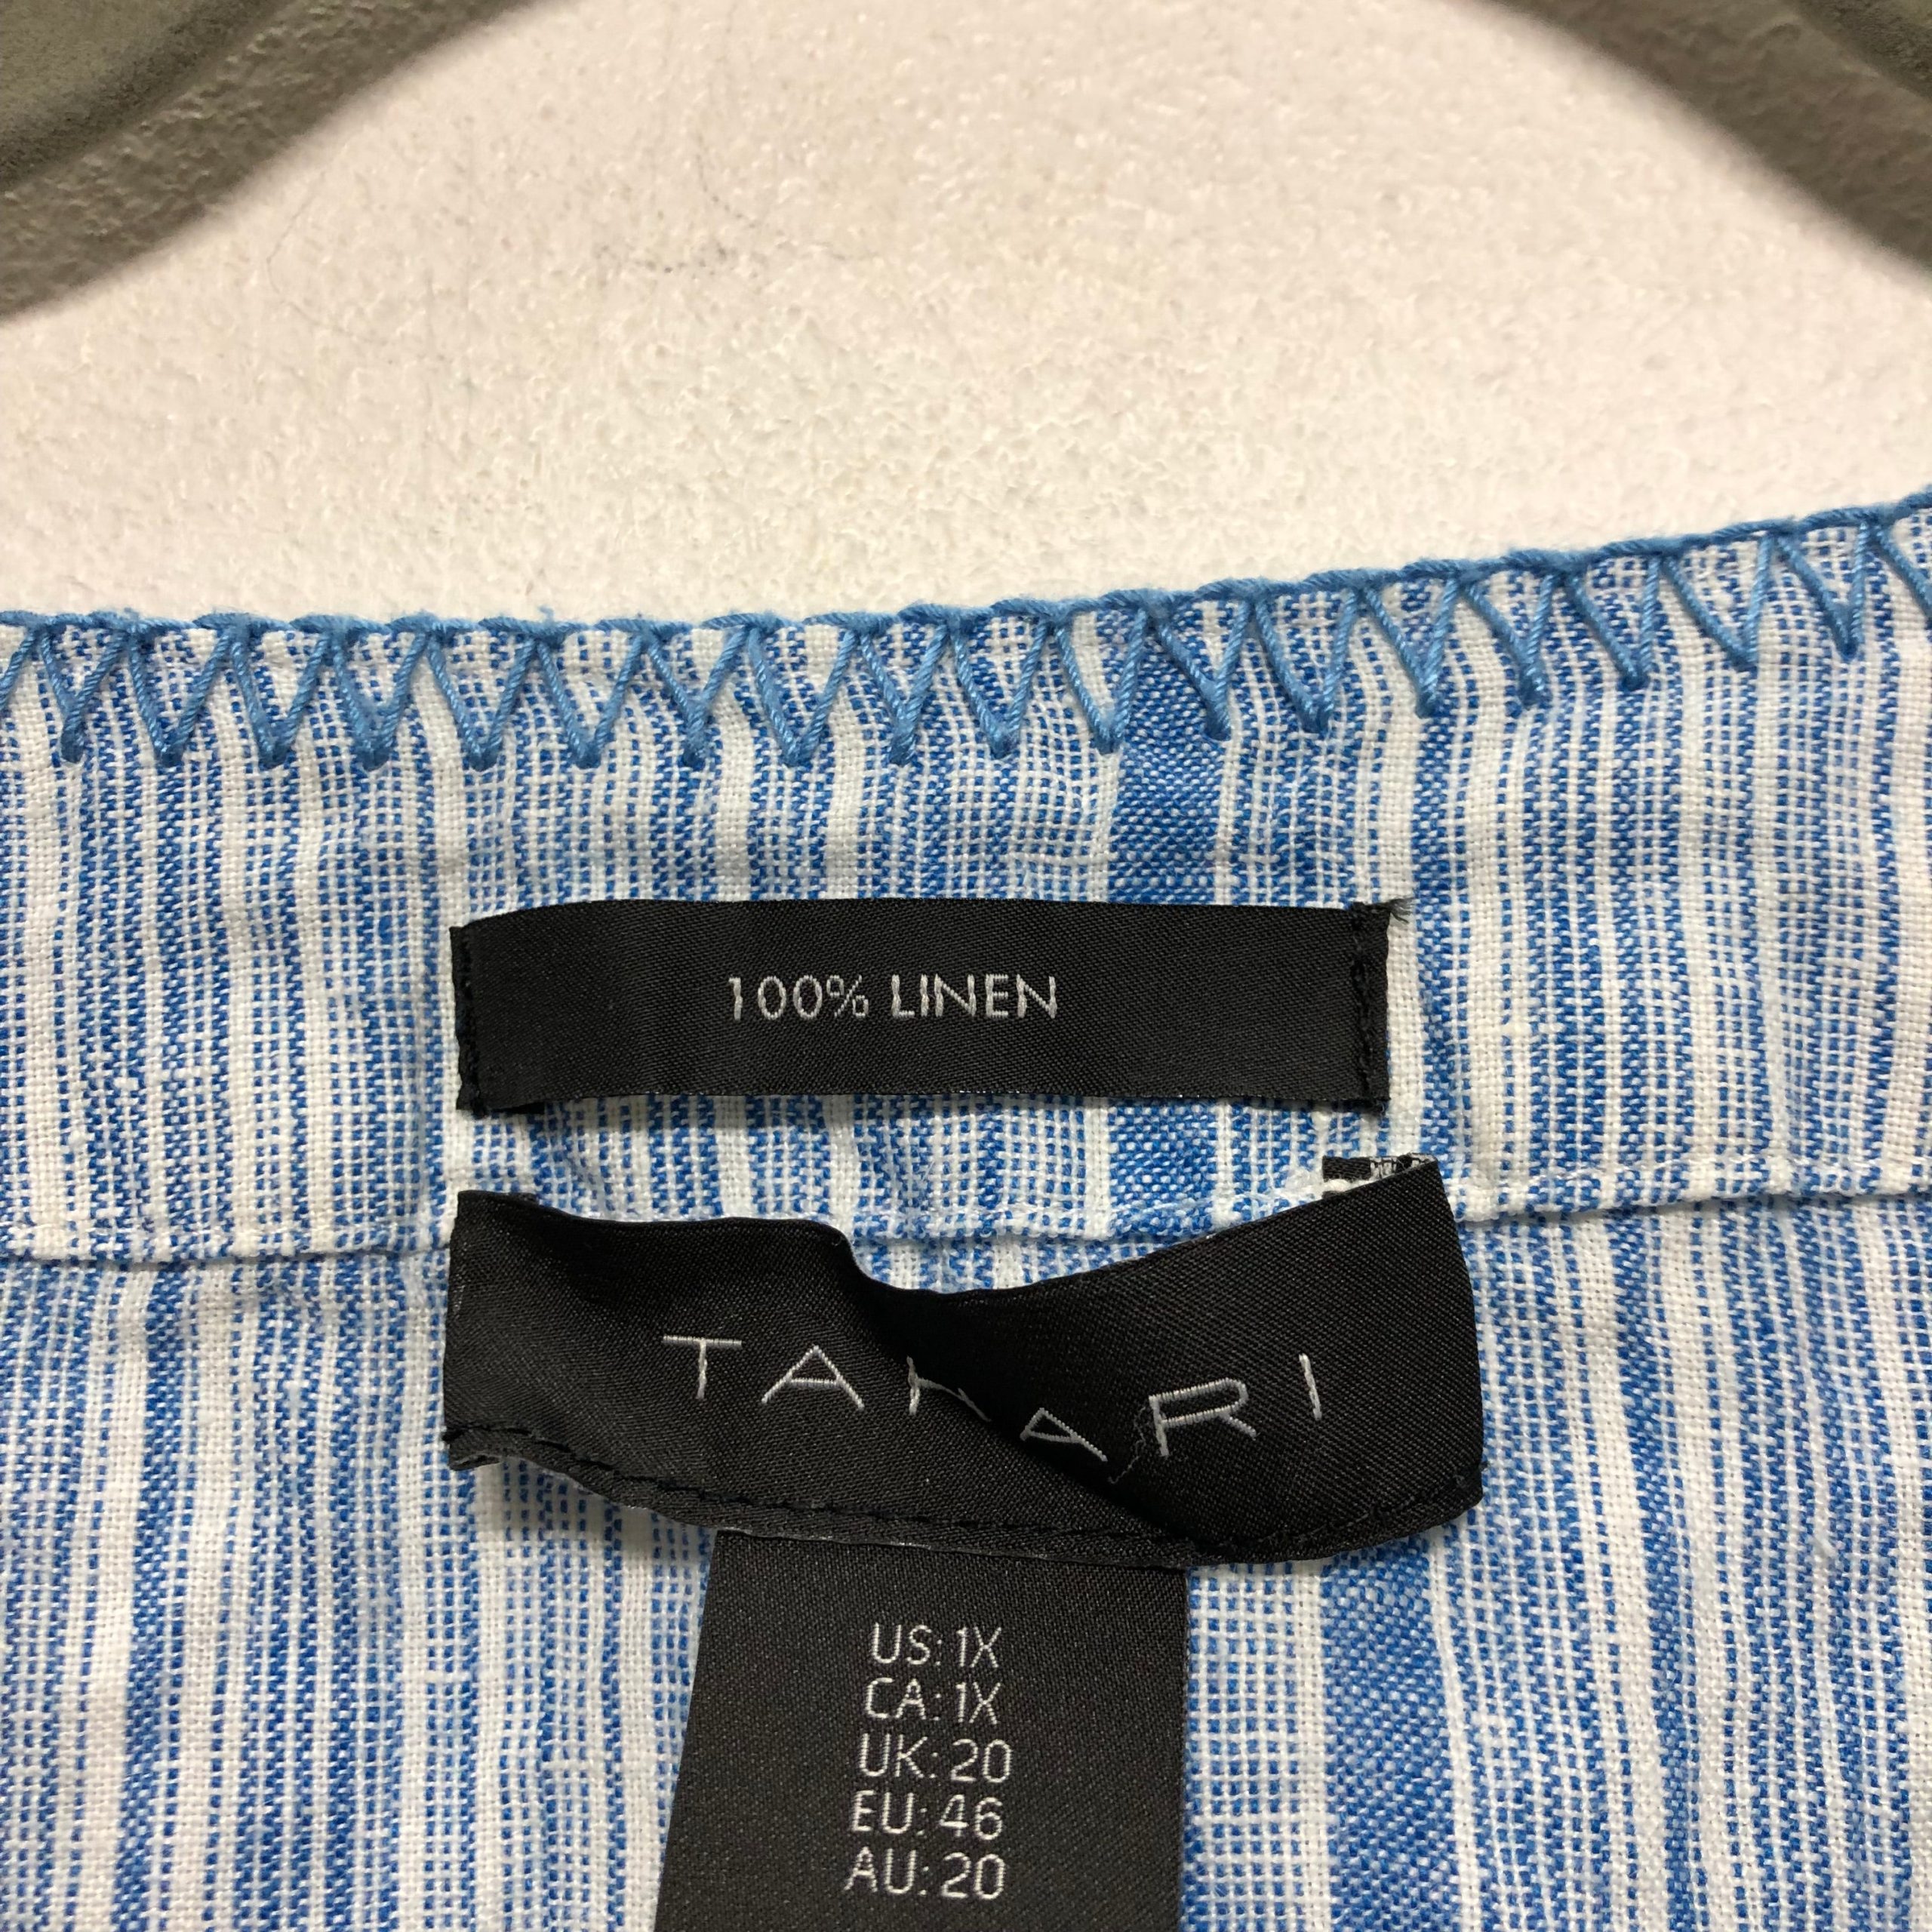 100% LINEN
TAHARI
US: 1X
CA: 1X
UK: 20
EU: 46
AU: 20